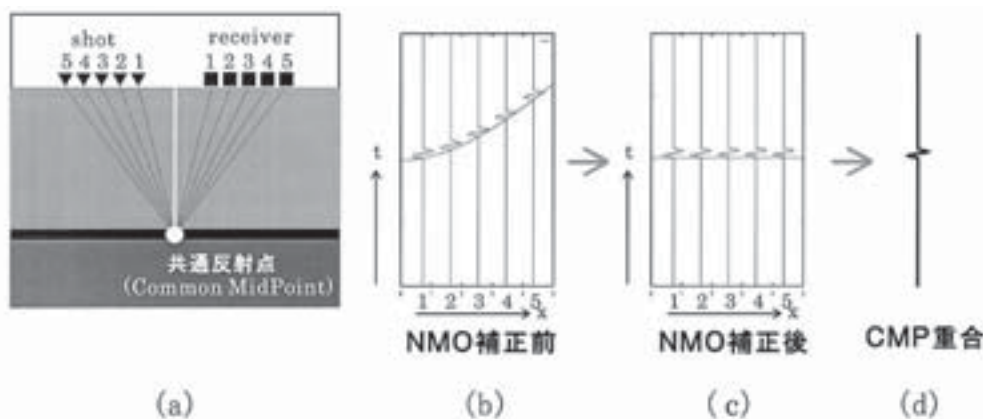 shot
5 4 3 2 1
receiver
1 2 3 4 5
共通反射点
(Common MidPoint)
t
1 2 3 4 5
x
NMO補正前
t
1 2 3 4 5
x
NMO補正後
CMP重合
(a)
(b)
(c)
(d)